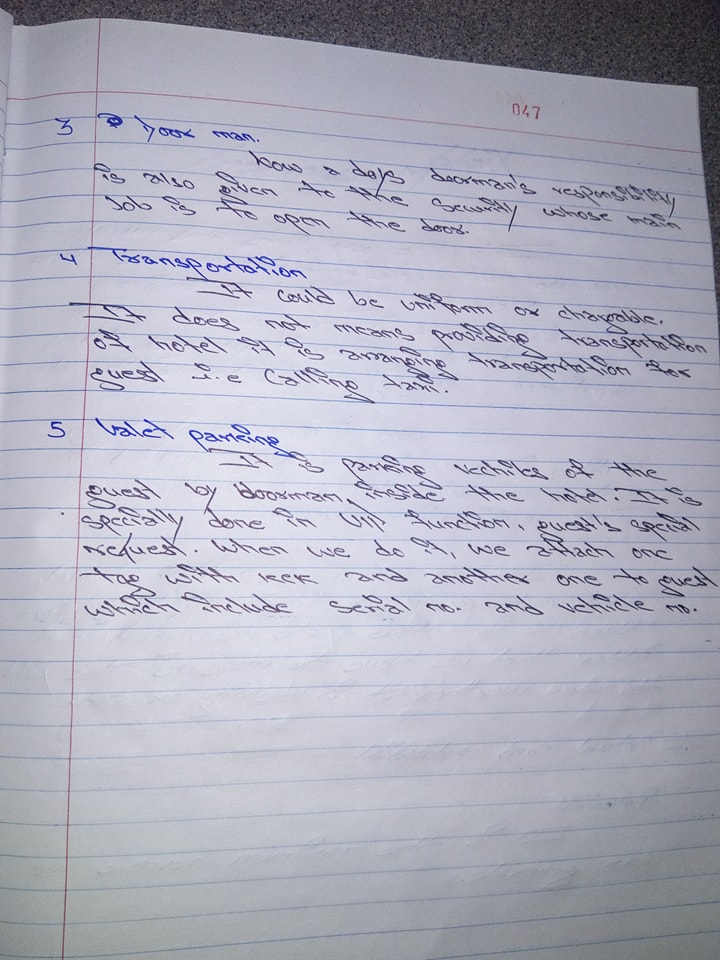 047
3 Door man.
Now a days doorman's responsibility
is also given to the security whose main
Job is to open the door.
4 Transportation
It could be uniform or chargable.
It does not means providing transportation
of hotel it is arranging transportation for
guest i.e calling taxi.
5 Valet parking
It is parking vechiles of the
guest by doorman, inside the hotel. It is
specially done in function, guest's special
request. When we do it, we attach one
tag with and another one to guest
which include serial no. and vehicle no.